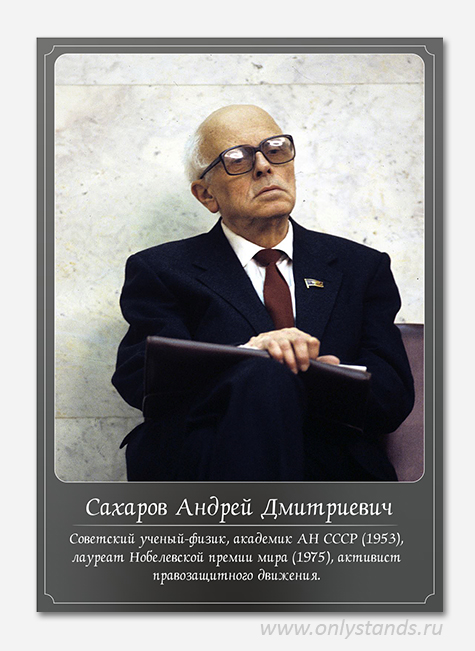 Сахаров Андрей Дмитриевич
Советский ученый-физик, академик АН СССР (1953),
лауреат Нобелевской премии мира (1975), активист
правозащитного движения.
www.onlystands.ru